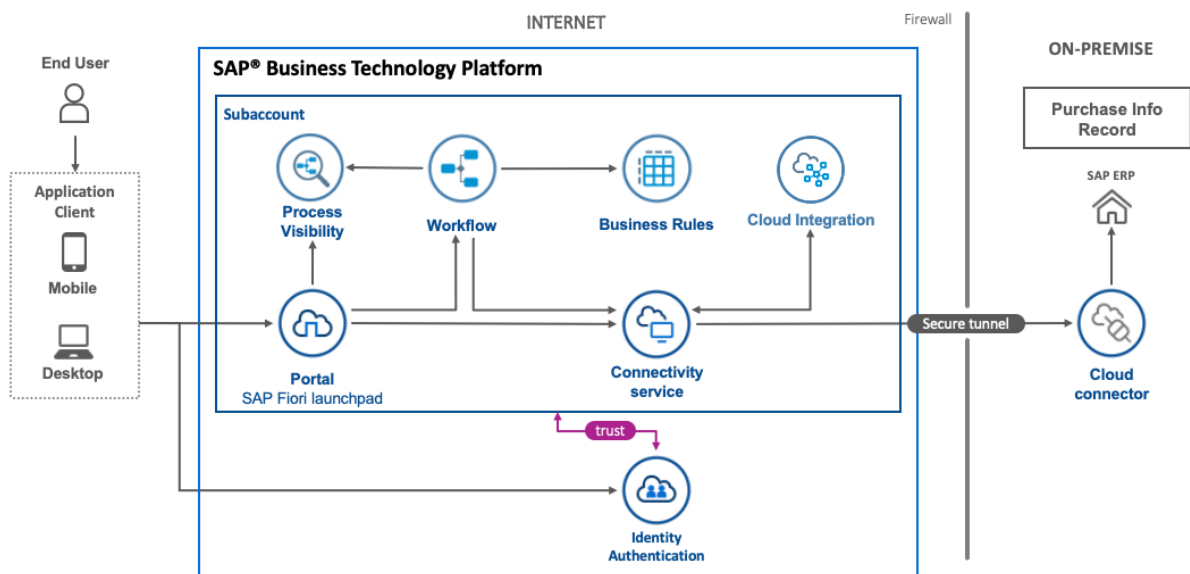 INTERNET
Firewall
ON-PREMISE
End User
SAP® Business Technology Platform
Purchase Info
Record
Subaccount
Application
Client
SAP ERP
Process
Visibility
Workflow
Business Rules
Cloud Integration
Mobile
Secure tunnel
Desktop
Portal
SAP Fiori launchpad
Connectivity
service
Cloud
connector
trust
Identity
Authentication